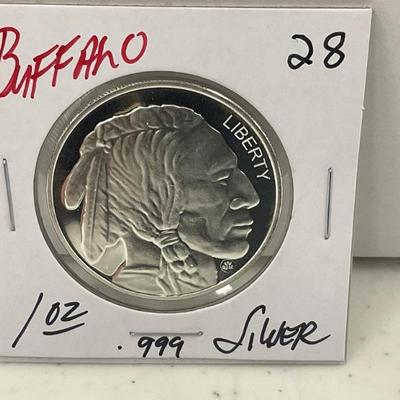 BUFFALO 28
LIBERTY
1 oz .999 SILVER